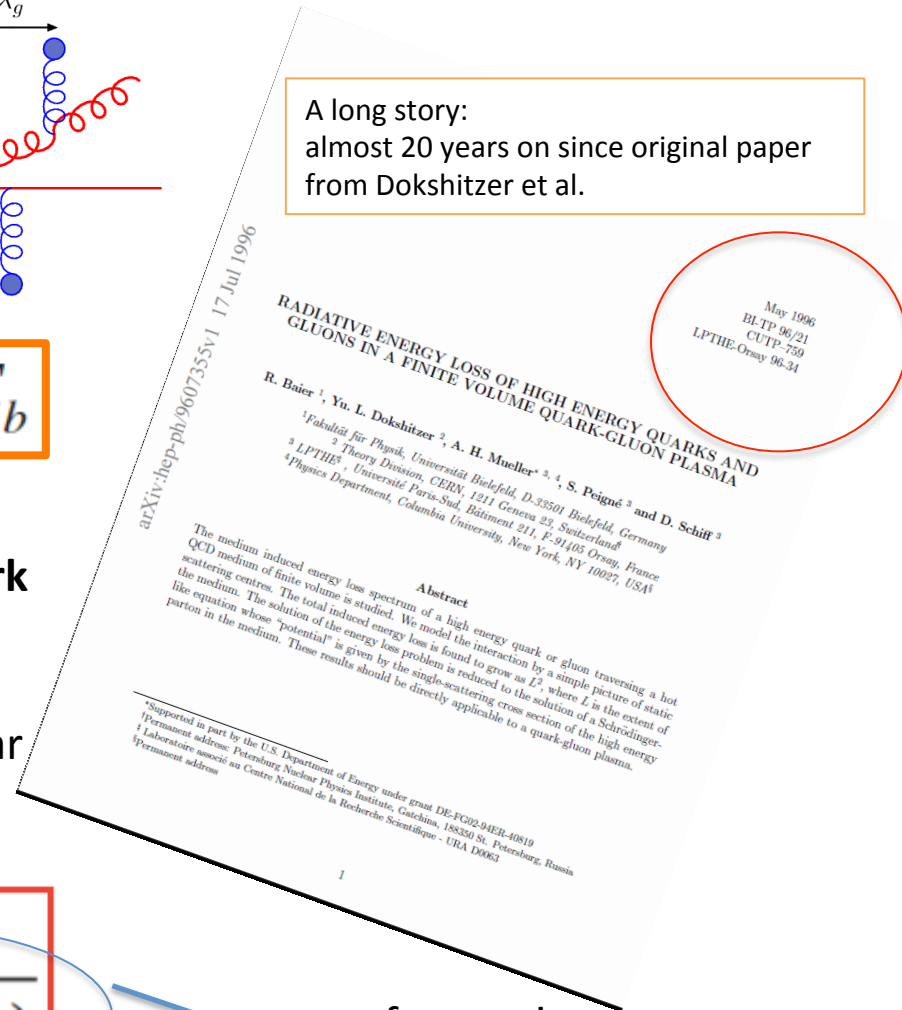 λg
A long story:
almost 20 years on since original paper
from Dokshitzer et al.
arXiv:hep-ph/9607355v1 17 Jul 1996
May 1996
BI-TP 96/21
CUTP-759
LPTHE-Orsay 96-34
RADIATIVE ENERGY LOSS OF HIGH ENERGY QUARKS AND
GLUONS IN A FINITE VOLUME QUARK-GLUON PLASMA
R. Baier ¹, Yu. L. Dokshitzer ², A. H. Mueller* ³, ⁴, S. Peigné ³ and D. Schiff ³
¹Fakultät für Physik, Universität Bielefeld, D-33501 Bielefeld, Germany
² Theory Division, CERN, 1211 Geneva 23, Switzerland†
³ LPTHE‡, Université Paris-Sud, Bâtiment 211, F-91405 Orsay, France
⁴Physics Department, Columbia University, New York, NY 10027, USA§
Abstract
The medium induced energy loss spectrum of a high energy quark or gluon traversing a hot
QCD medium of finite volume is studied. We model the interaction by a simple picture of static
scattering centres. The total induced energy loss is found to grow as L², where L is the extent of
the medium. The solution of the energy loss problem is reduced to the solution of a Schrödinger-
like equation whose "potential" is given by the single-scattering cross section of the high energy
parton in the medium. These results should be directly applicable to a quark-gluon plasma.
*Supported in part by the U.S. Department of Energy under grant DE-FG02-94ER-40819
†Permanent address: Petersburg Nuclear Physics Institute, Gatchina, 188350 St. Petersburg, Russia
‡ Laboratoire associé au Centre National de la Recherche Scientifique - URA D0063
§Permanent address
1
b
rk
ar